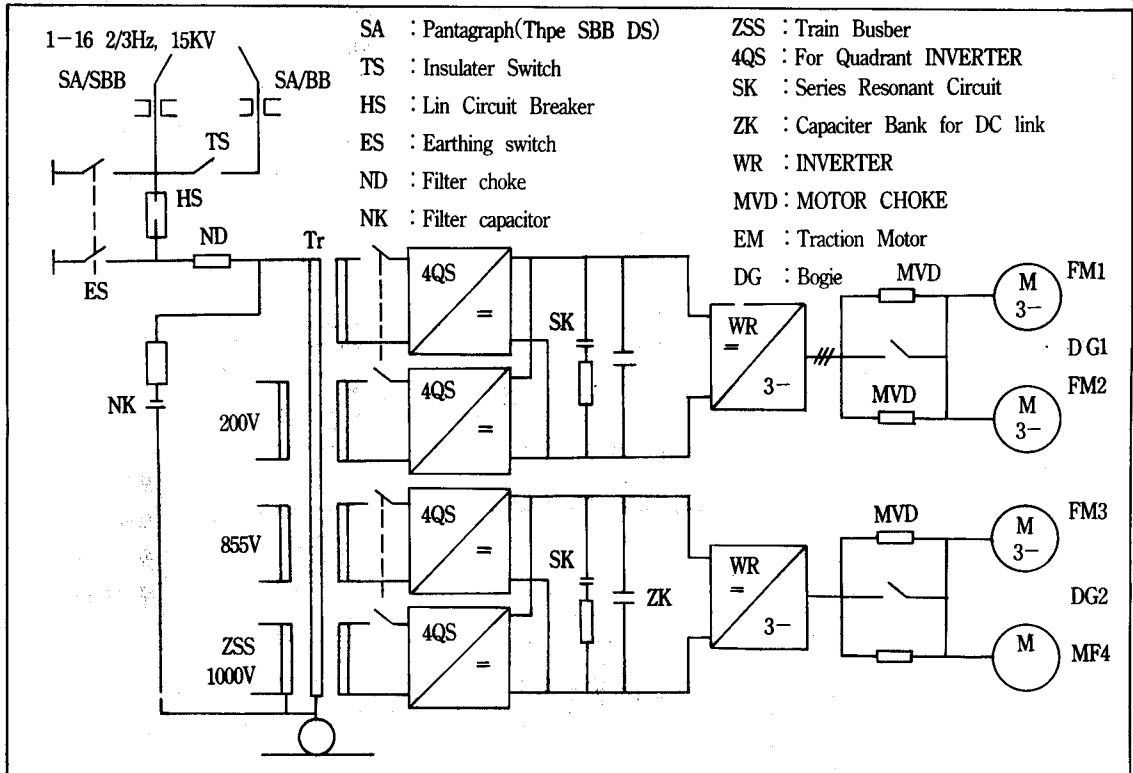 1-16 2/3Hz, 15KV
SA/SBB
SA/BB
TS
HS
ND
ES
NK
Tr
200V
855V
ZSS
1000V
SA : Pantagraph(Thpe SBB DS)
TS : Insulater Switch
HS : Lin Circuit Breaker
ES : Earthing switch
ND : Filter choke
NK : Filter capacitor
ZSS : Train Busber
4QS : For Quadrant INVERTER
SK : Series Resonant Circuit
ZK : Capaciter Bank for DC link
WR : INVERTER
MVD : MOTOR CHOKE
EM : Traction Motor
DG : Bogie
4QS
=
4QS
=
SK
WR
=
3-
MVD
MVD
M
3-
FM1
DG1
M
3-
FM2
4QS
=
4QS
=
SK
ZK
WR
=
3-
MVD
M
3-
FM3
DG2
M
MF4